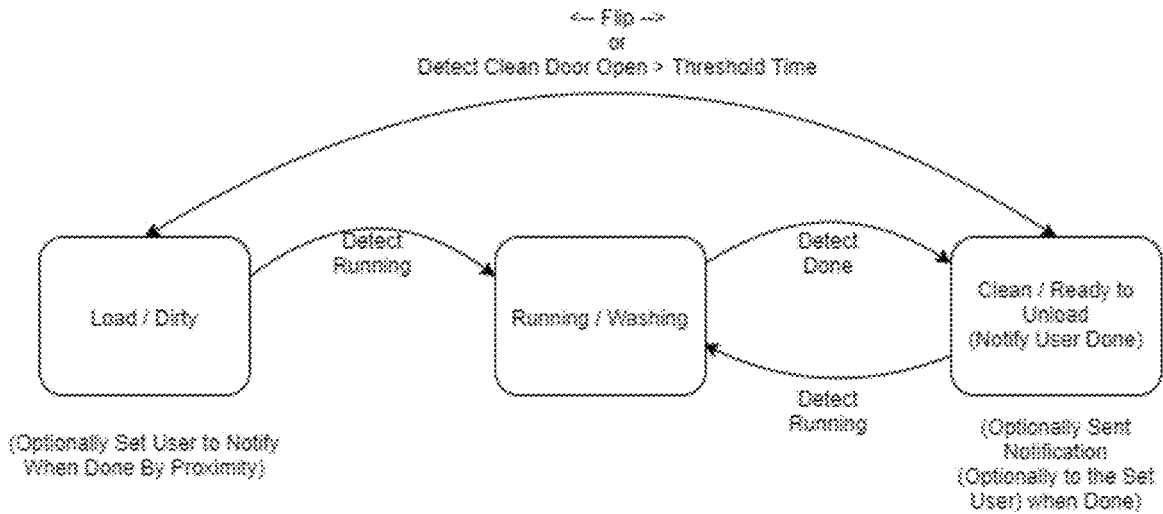 <-- Flip -->
or
Detect Clean Door Open > Threshold Time
Detect
Running
Detect
Done
Load / Dirty
Running / Washing
Clean / Ready to
Unload
(Notify User Done)
Detect
Running
(Optionally Set User to Notify
When Done By Proximity)
(Optionally Sent
Notification
(Optionally to the Set
User) when Done)